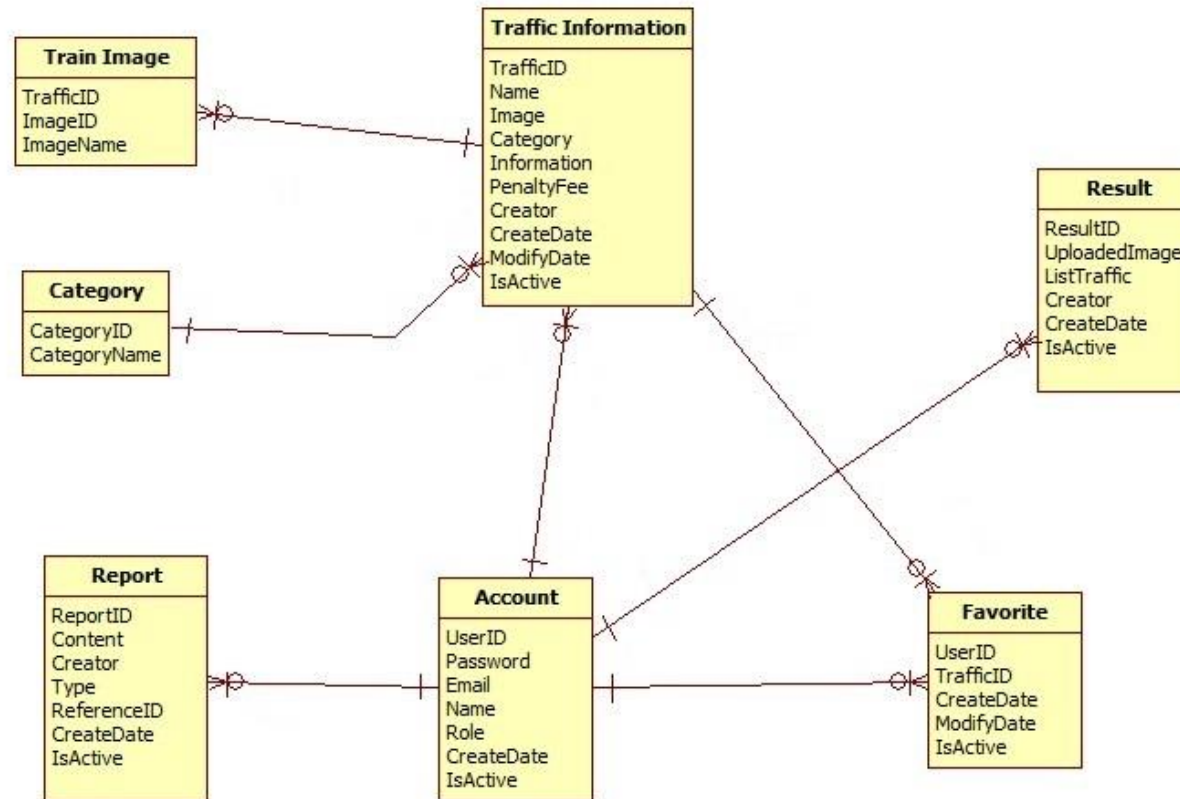 Traffic Information
TrafficID
Name
Image
Category
Information
PenaltyFee
Creator
CreateDate
ModifyDate
IsActive
Train Image
TrafficID
ImageID
ImageName
Result
ResultID
UploadedImage
ListTraffic
Creator
CreateDate
IsActive
Category
CategoryID
CategoryName
Report
ReportID
Content
Creator
Type
ReferenceID
CreateDate
IsActive
Account
UserID
Password
Email
Name
Role
CreateDate
IsActive
Favorite
UserID
TrafficID
CreateDate
ModifyDate
IsActive